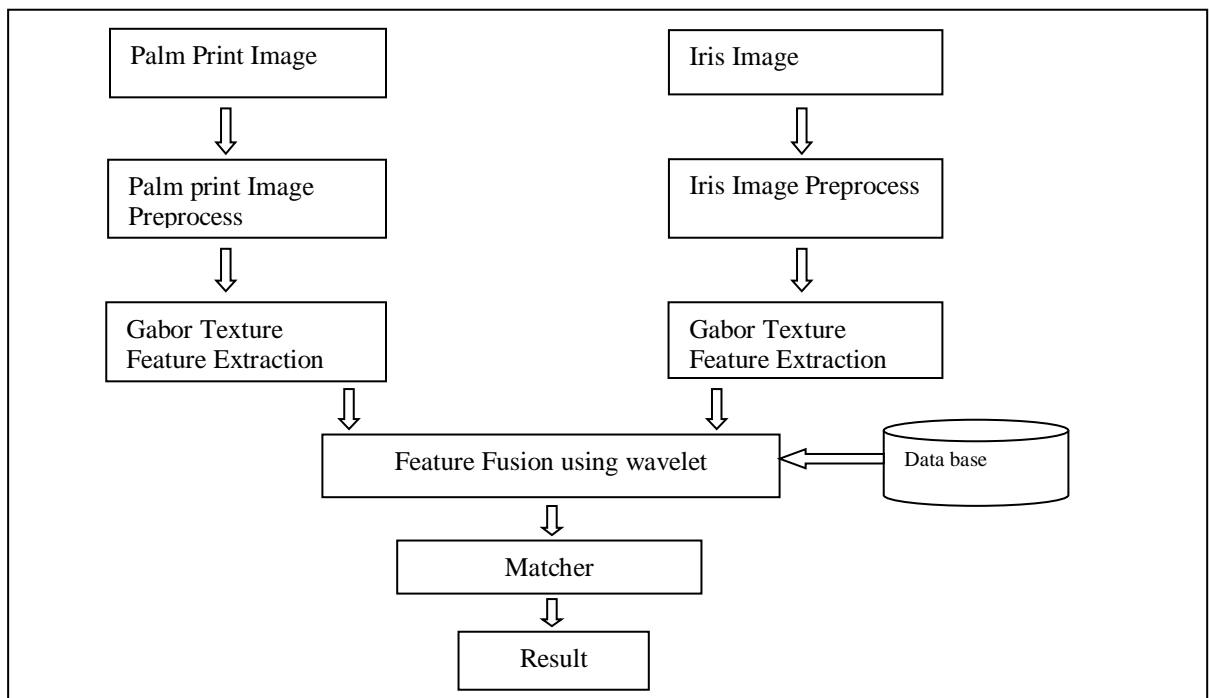 Palm Print Image
Iris Image
Palm print Image
Preprocess
Iris Image Preprocess
Gabor Texture
Feature Extraction
Gabor Texture
Feature Extraction
Feature Fusion using wavelet
Data base
Matcher
Result